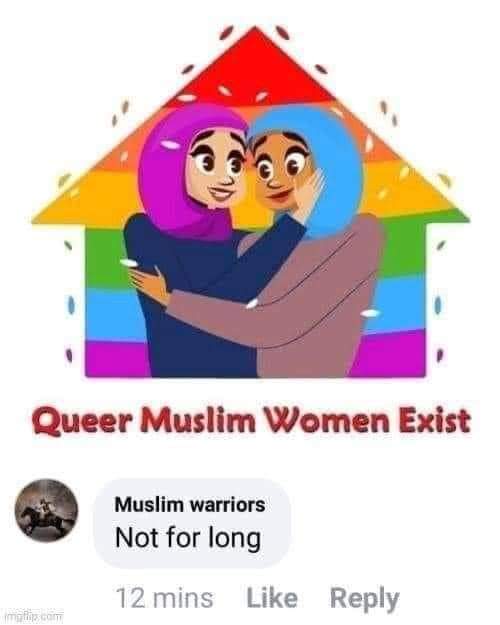 Queer Muslim Women Exist
Muslim warriors
Not for long
12 mins Like Reply
imgflip.com